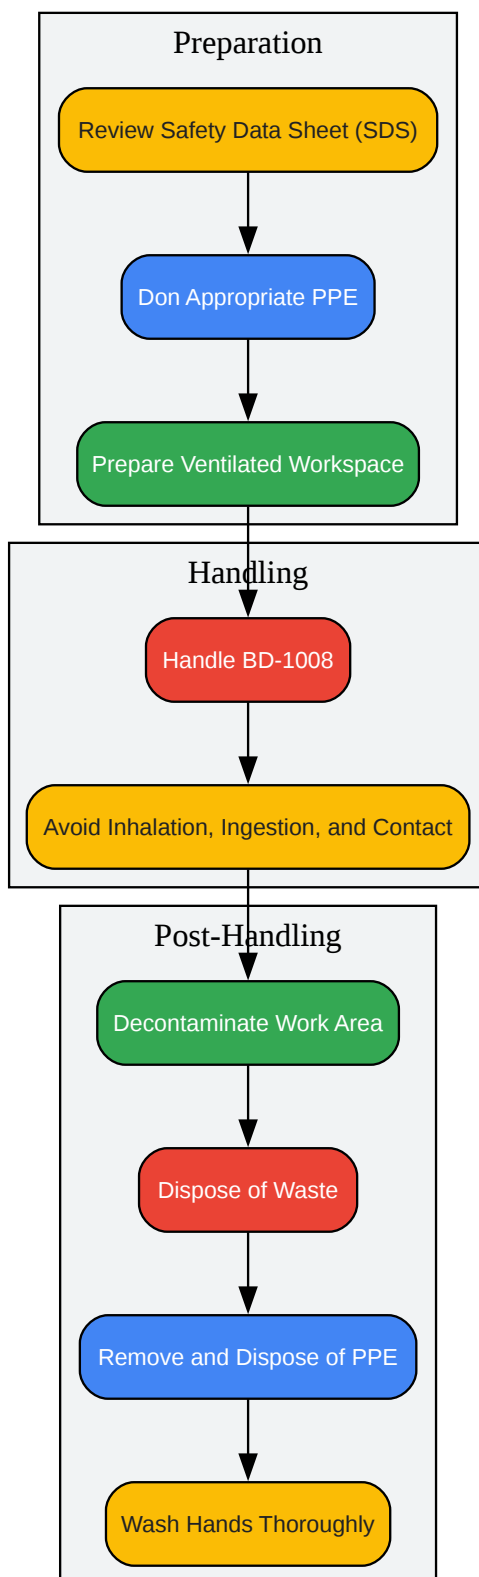 Preparation
Review Safety Data Sheet (SDS)
Don Appropriate PPE
Prepare Ventilated Workspace
Handling
Handle BD-1008
Avoid Inhalation, Ingestion, and Contact
Post-Handling
Decontaminate Work Area
Dispose of Waste
Remove and Dispose of PPE
Wash Hands Thoroughly